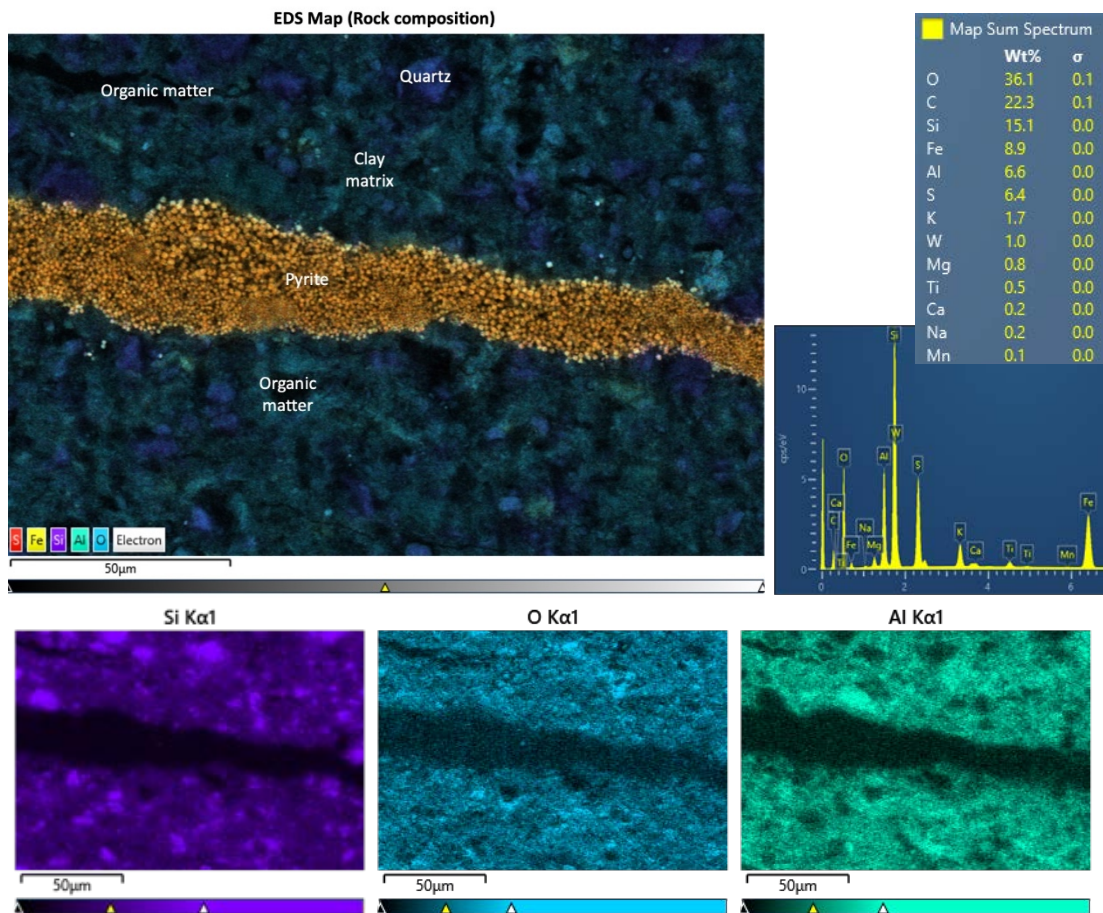 EDS Map (Rock composition)
Organic matter
Quartz
Clay
matrix
Pyrite
Organic
matter
S Fe Si Al O Electron
50μm
Map Sum Spectrum
Wt% σ
O 36.1 0.1
C 22.3 0.1
Si 15.1 0.0
Fe 8.9 0.0
Al 6.6 0.0
S 6.4 0.0
K 1.7 0.0
W 1.0 0.0
Mg 0.8 0.0
Ti 0.5 0.0
Ca 0.2 0.0
Na 0.2 0.0
Mn 0.1 0.0
cps/eV
10
5
0
Si
W
O
Al
S
Ca
C
Na
Fe
Mg
K
Ca
Ti
Ti
Mn
Fe
0 2 4 6
Si Kα1
50μm
O Kα1
50μm
Al Kα1
50μm